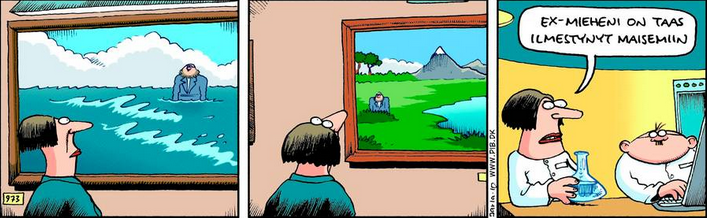 973
WWW.PIB.DK
EX-MIEHENI ON TAAS
ILMESTYNYT MAISEMIIN